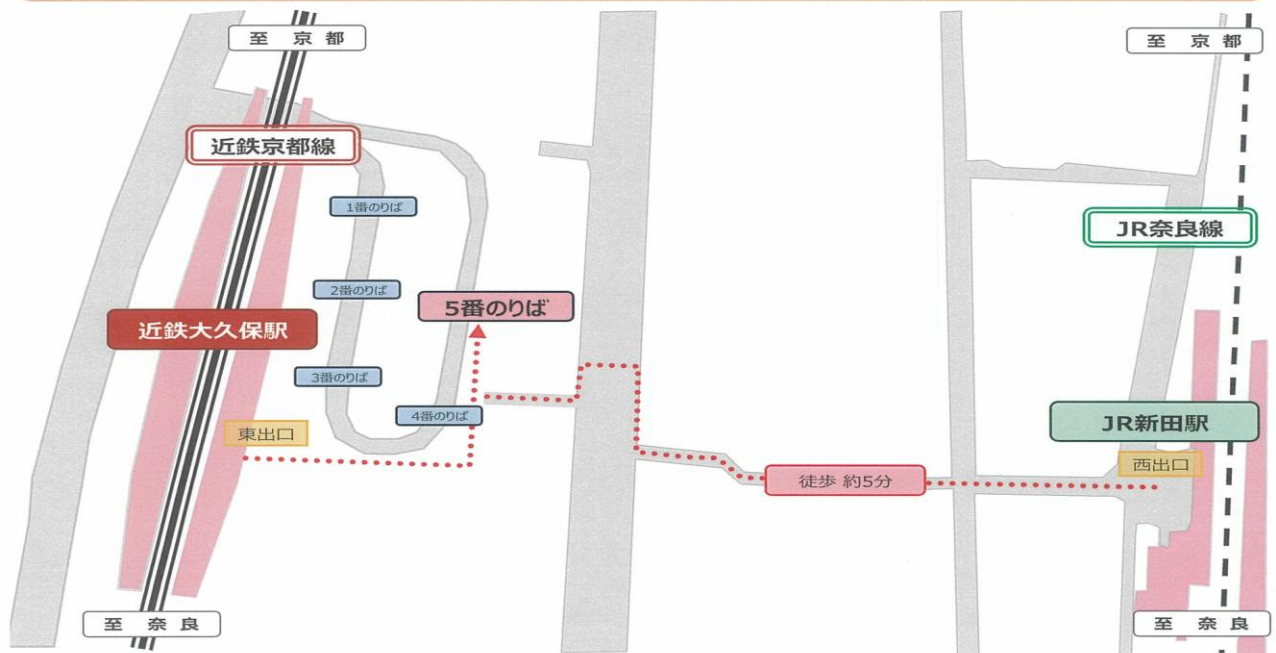 至 京 都
至 京 都
近鉄京都線
1番のりば
JR奈良線
2番のりば
5番のりば
近鉄大久保駅
3番のりば
4番のりば
JR新田駅
東出口
西出口
徒歩 約5分
至 奈 良
至 奈 良